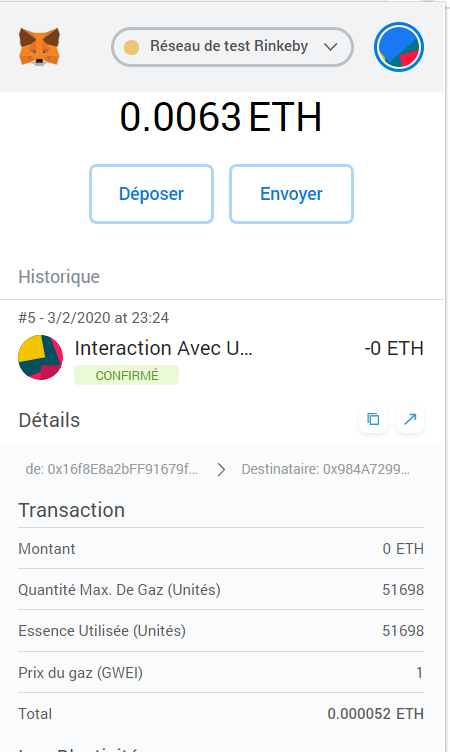 Réseau de test Rinkeby
0.0063 ETH
Déposer Envoyer
Historique
#5 - 3/2/2020 at 23:24
Interaction Avec U... -0 ETH
CONFIRMÉ
Détails
de: 0x16f8E8a2bFF91679f... Destinataire: 0x984A7299...
Transaction
Montant 0 ETH
Quantité Max. De Gaz (Unités) 51698
Essence Utilisée (Unités) 51698
Prix du gaz (GWEI) 1
Total 0.000052 ETH